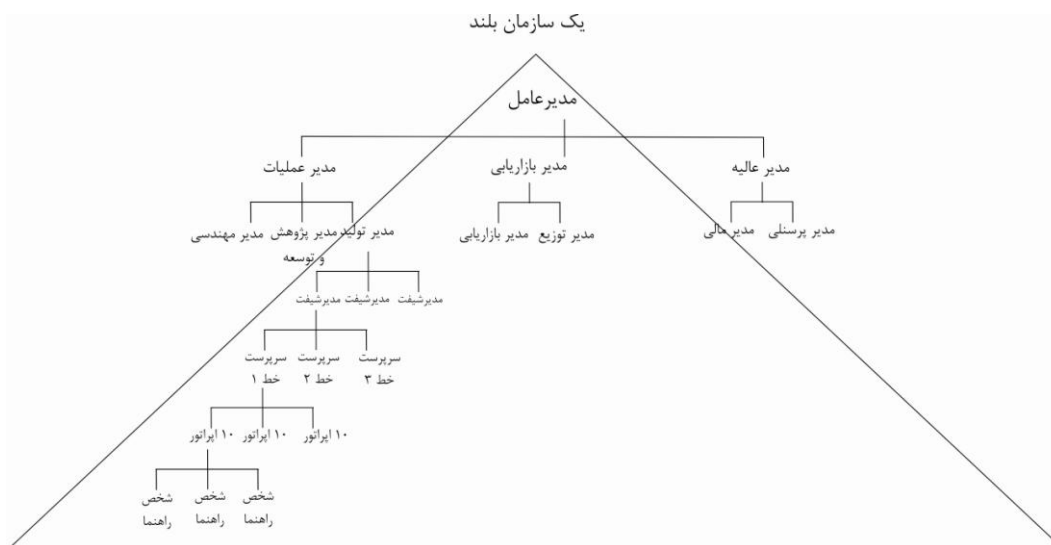 یک سازمان بلند
مدیرعامل
مدیر عالیه
مدیر بازاریابی
مدیر عملیات
مدیر پرسنلی
مدیر مالی
مدیر توزیع
مدیر بازاریابی
مدیر تولید
مدیر پژوهش
و توسعه
مدیر مهندسی
مدیرشیفت
مدیرشیفت
مدیرشیفت
سرپرست
خط ۳
سرپرست
خط ۲
سرپرست
خط ۱
۱۰ اپراتور
۱۰ اپراتور
۱۰ اپراتور
شخص
راهنما
شخص
راهنما
شخص
راهنما